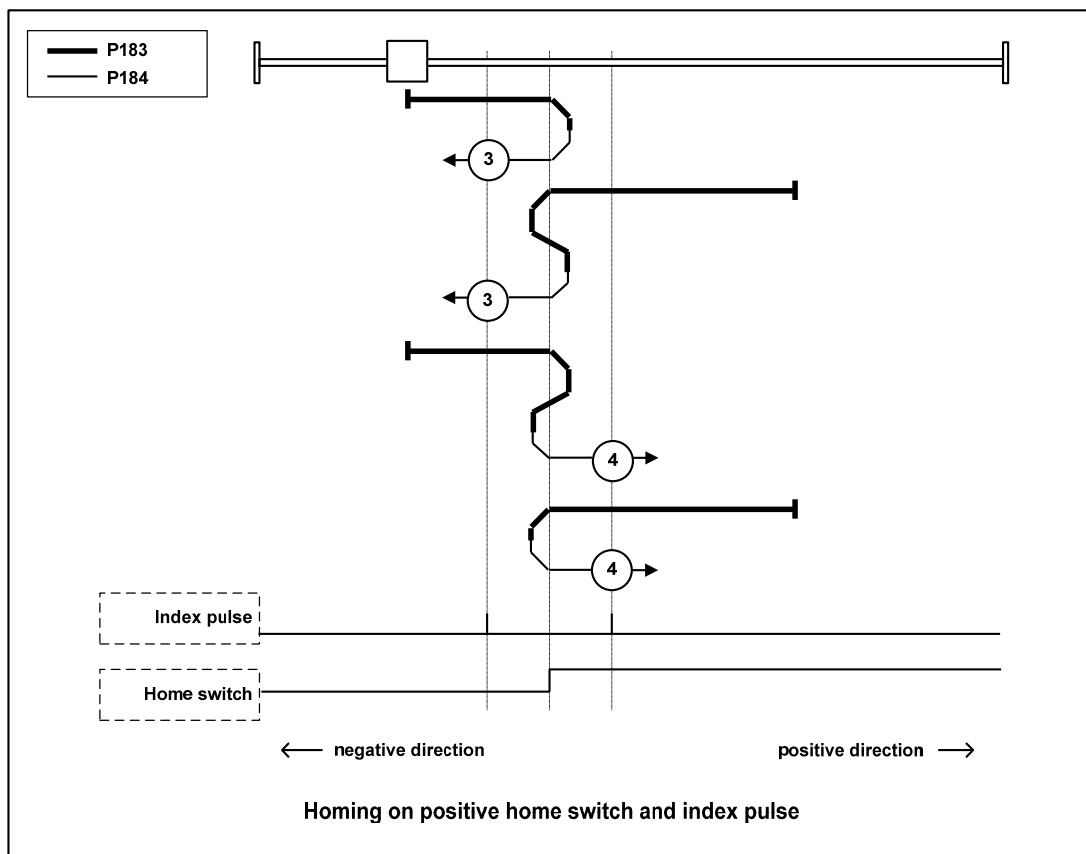 P183
P184
3
3
4
4
Index pulse
Home switch
negative direction
positive direction
Homing on positive home switch and index pulse